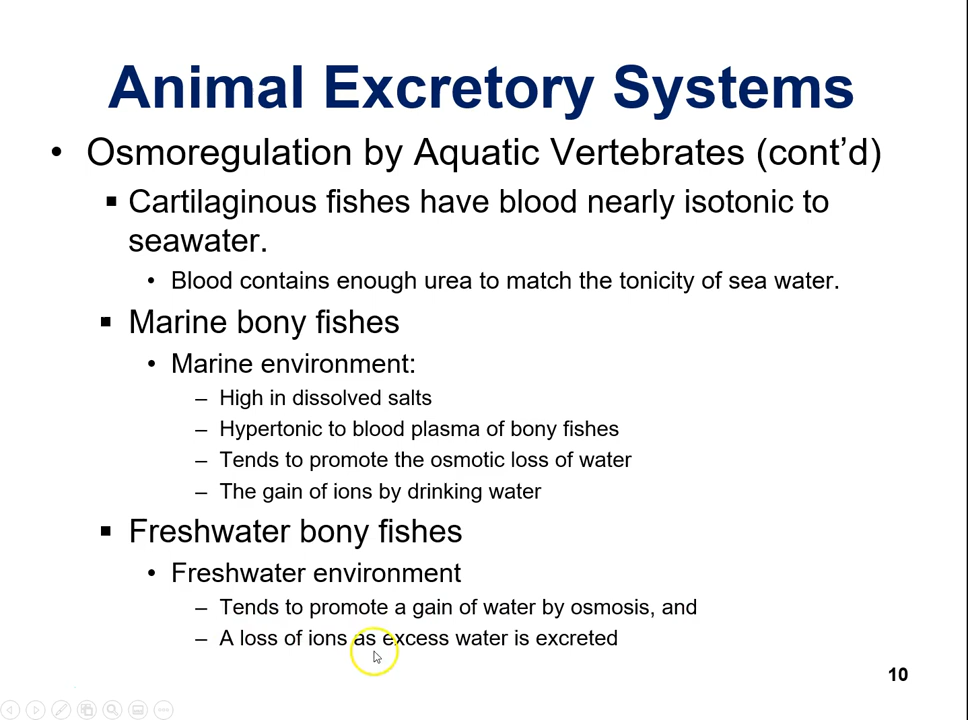 Animal Excretory Systems
• Osmoregulation by Aquatic Vertebrates (cont’d)
▪ Cartilaginous fishes have blood nearly isotonic to
seawater.
• Blood contains enough urea to match the tonicity of sea water.
▪ Marine bony fishes
• Marine environment:
– High in dissolved salts
– Hypertonic to blood plasma of bony fishes
– Tends to promote the osmotic loss of water
– The gain of ions by drinking water
▪ Freshwater bony fishes
• Freshwater environment
– Tends to promote a gain of water by osmosis, and
– A loss of ions as excess water is excreted
10